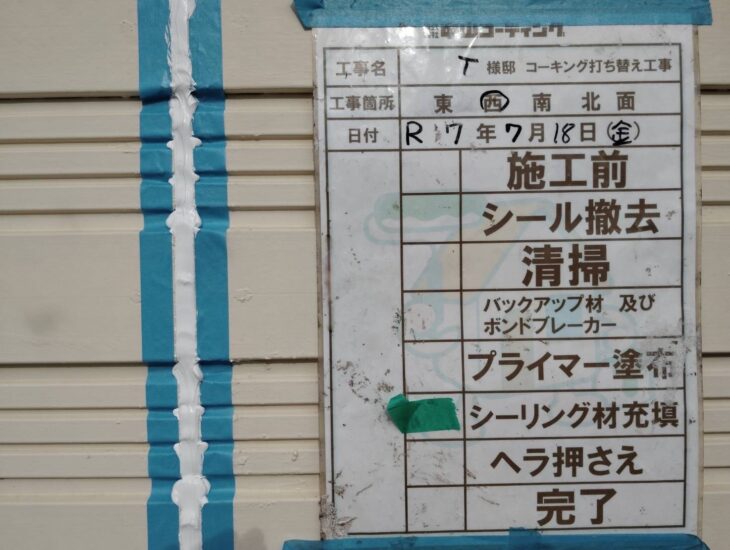 コーティング
工事名 T 様邸 コーキング打ち替え工事
工事箇所 東 西 南 北 面
日付 R 7 年 7 月 18 日 (金)
施工前
シール撤去
清掃
バックアップ材 及び
ボンドブレーカー
プライマー塗布
シーリング材充填
ヘラ押さえ
完了